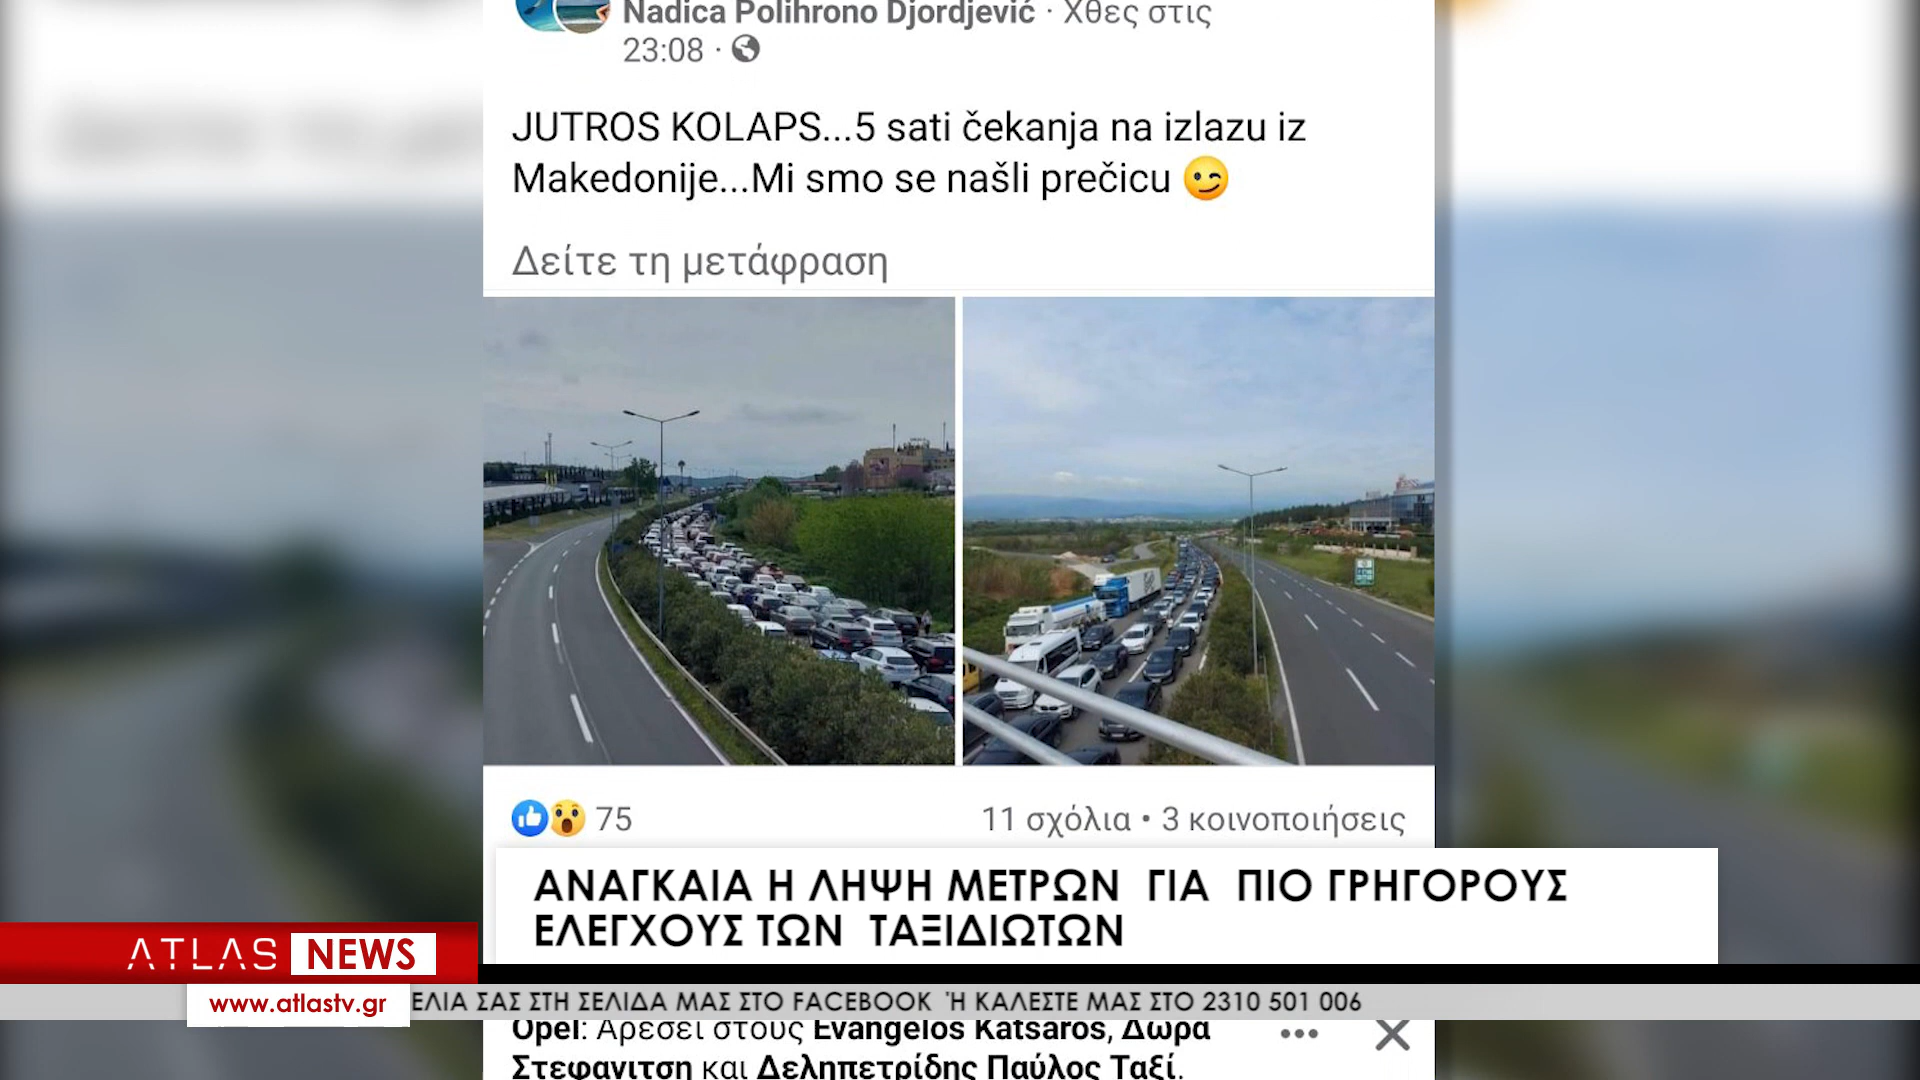 Nadica Polihrono Djordjević · Χθες στις
23:08 ·
JUTROS KOLAPS...5 sati čekanja na izlazu iz
Makedonije...Mi smo se našli prečicu 😉
Δείτε τη μετάφραση
75
11 σχόλια • 3 κοινοποιήσεις
ΑΝΑΓΚΑΙΑ Η ΛΗΨΗ ΜΕΤΡΩΝ ΓΙΑ ΠΙΟ ΓΡΗΓΟΡΟΥΣ
ΕΛΕΓΧΟΥΣ ΤΩΝ ΤΑΞΙΔΙΩΤΩΝ
ATLAS NEWS
www.atlastv.gr
ΕΛΙΑ ΣΑΣ ΣΤΗ ΣΕΛΙΔΑ ΜΑΣ ΣΤΟ FACEBOOK Ή ΚΑΛΕΣΤΕ ΜΑΣ ΣΤΟ 2310 501 006
Opel: Αρέσει στους Evangelos Katsaros, Δωρα
Στεφανιτση και Δεληπετρίδης Παύλος Ταξί.